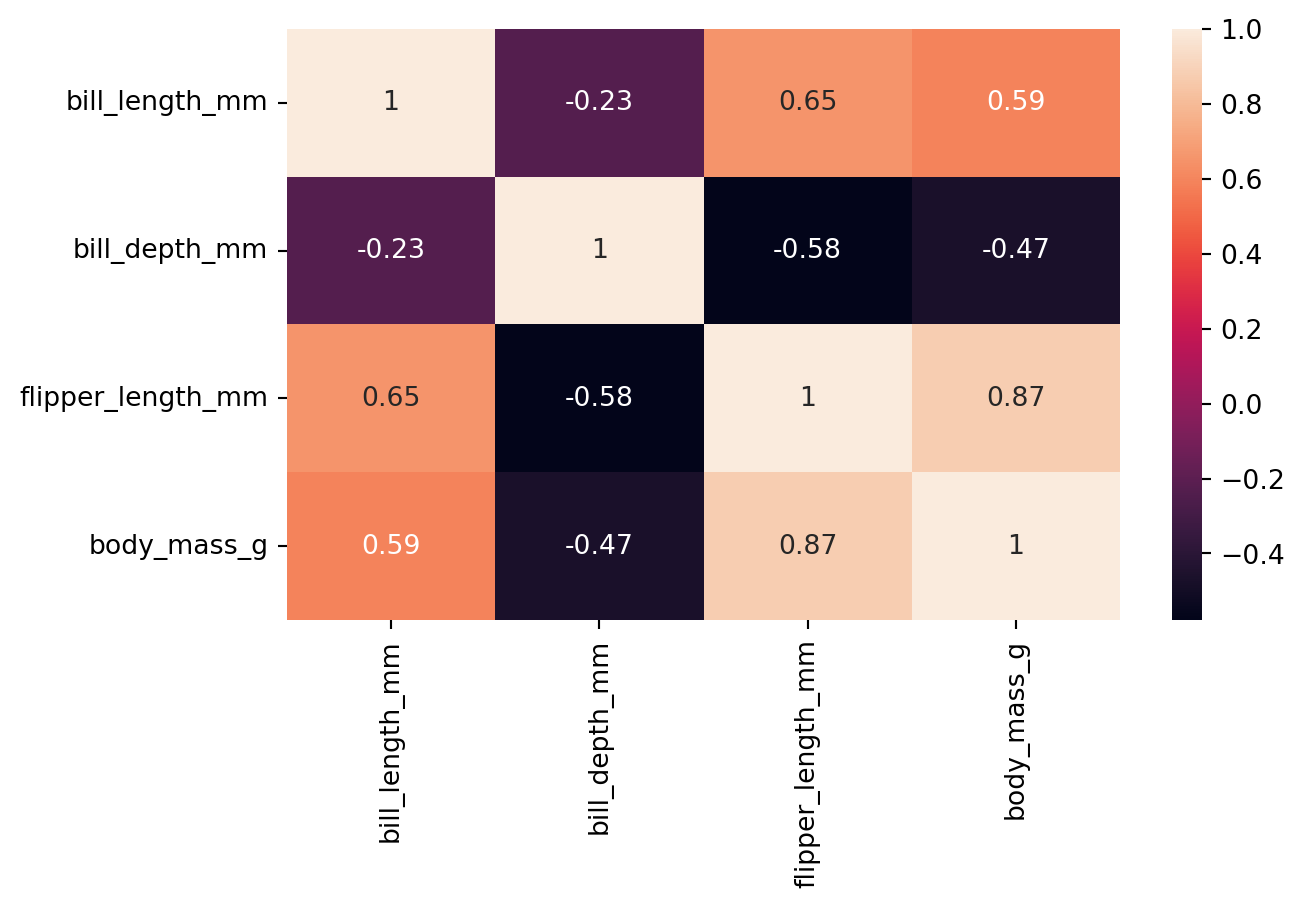 bill_length_mm 1 -0.23 0.65 0.59
bill_depth_mm -0.23 1 -0.58 -0.47
flipper_length_mm 0.65 -0.58 1 0.87
body_mass_g 0.59 -0.47 0.87 1
bill_length_mm
bill_depth_mm
flipper_length_mm
body_mass_g
1.0
0.8
0.6
0.4
0.2
0.0
−0.2
−0.4